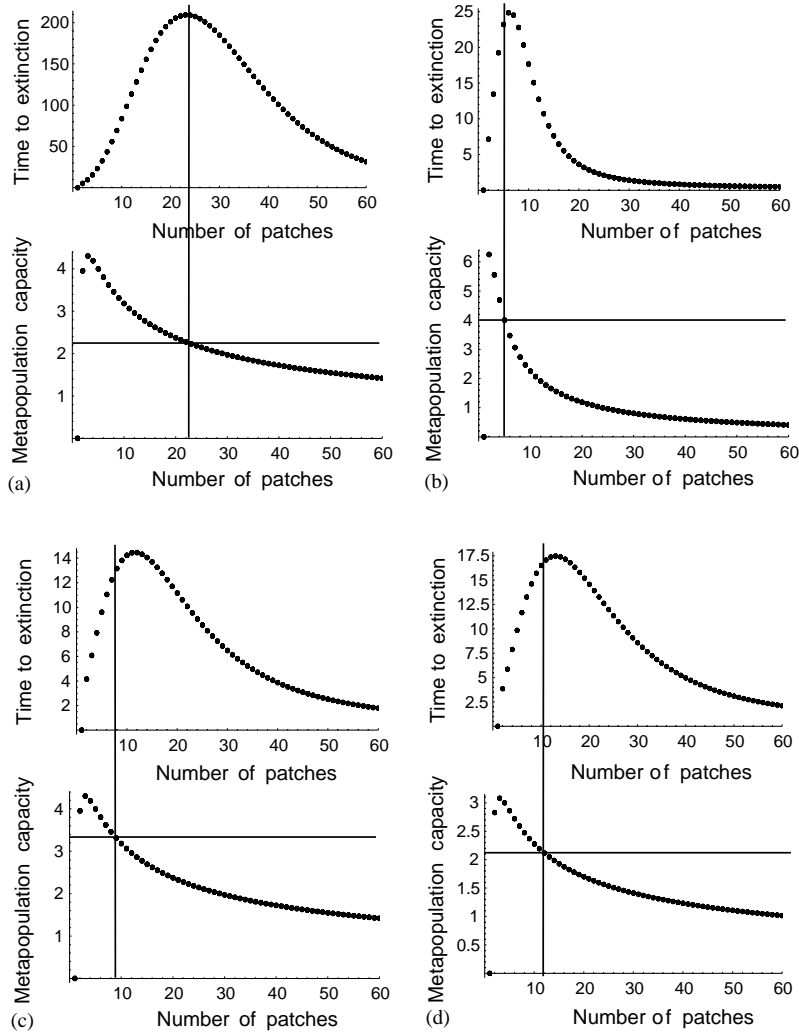 Time to extinction
200
150
100
50
10 20 30 40 50 60
Number of patches
Metapopulation capacity
4
3
2
1
10 20 30 40 50 60
Number of patches
(a)
Time to extinction
25
20
15
10
5
10 20 30 40 50 60
Number of patches
Metapopulation capacity
6
5
4
3
2
1
10 20 30 40 50 60
Number of patches
(b)
Time to extinction
14
12
10
8
6
4
2
10 20 30 40 50 60
Number of patches
Metapopulation capacity
4
3
2
1
10 20 30 40 50 60
Number of patches
(c)
Time to extinction
17.5
15
12.5
10
7.5
5
2.5
10 20 30 40 50 60
Number of patches
Metapopulation capacity
3
2.5
2
1.5
1
0.5
10 20 30 40 50 60
Number of patches
(d)